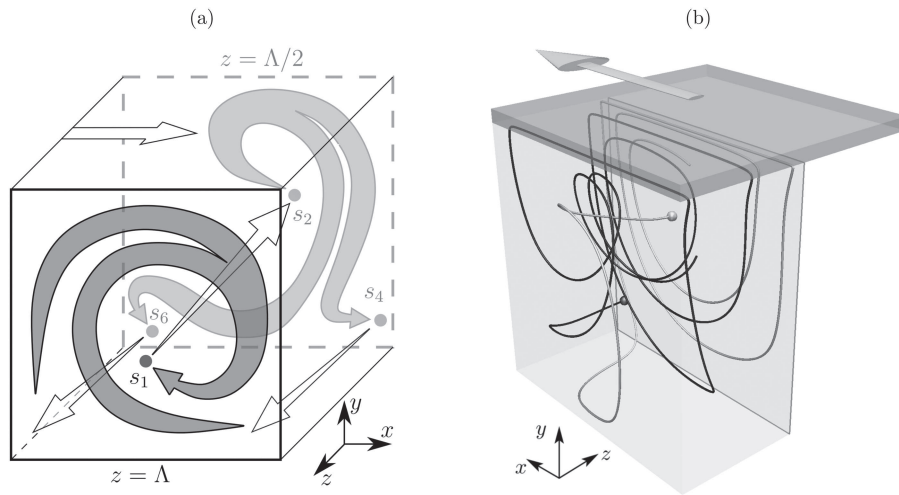 (a)
z = Λ/2
s₂
s₄
s₆
s₁
z = Λ
y
x
z
(b)
y
x
z